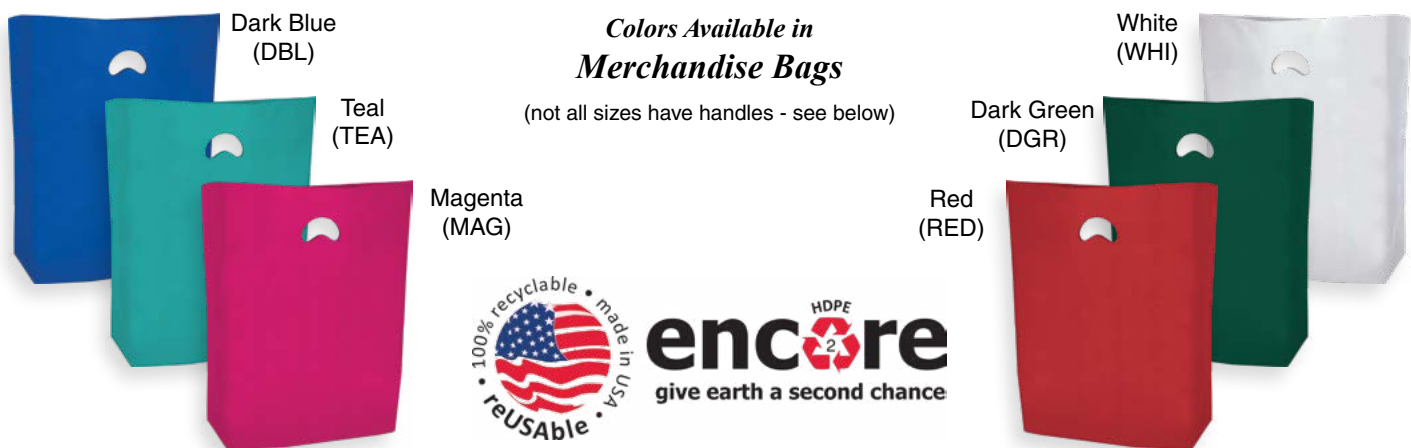 Dark Blue
(DBL)
Teal
(TEA)
Magenta
(MAG)
Colors Available in
Merchandise Bags
(not all sizes have handles - see below)
White
(WHI)
Dark Green
(DGR)
Red
(RED)
• 100% recyclable • made in USA •
reUSAble
HDPE
2
encore
give earth a second chance